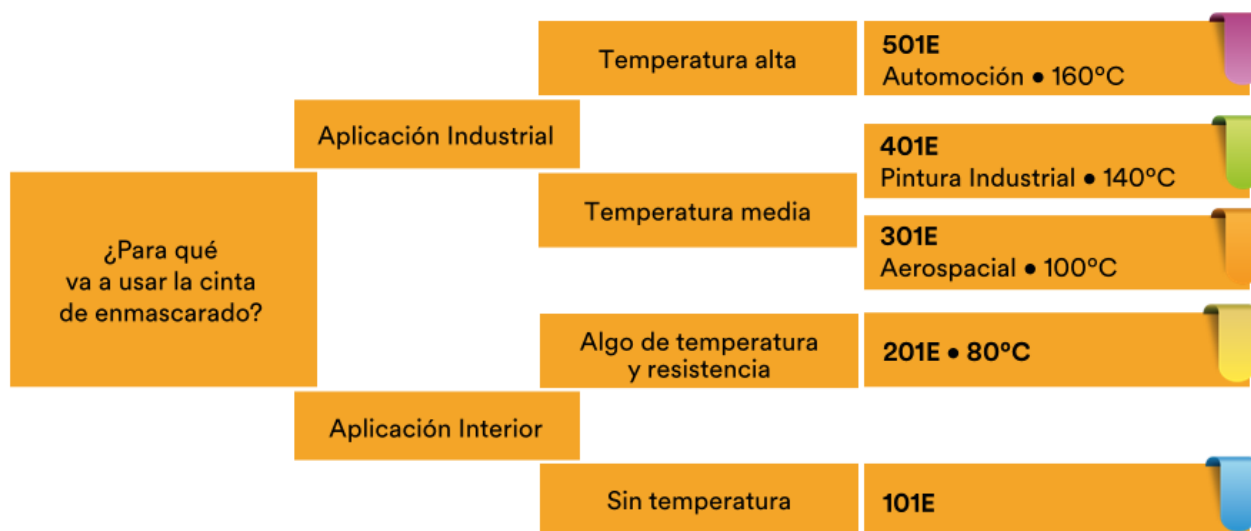 ¿Para qué
va a usar la cinta
de enmascarado?
Aplicación Industrial
Temperatura alta
501E
Automoción ● 160ºC
Temperatura media
401E
Pintura Industrial ● 140ºC
301E
Aerospacial ● 100ºC
Aplicación Interior
Algo de temperatura
y resistencia
201E ● 80ºC
Sin temperatura
101E